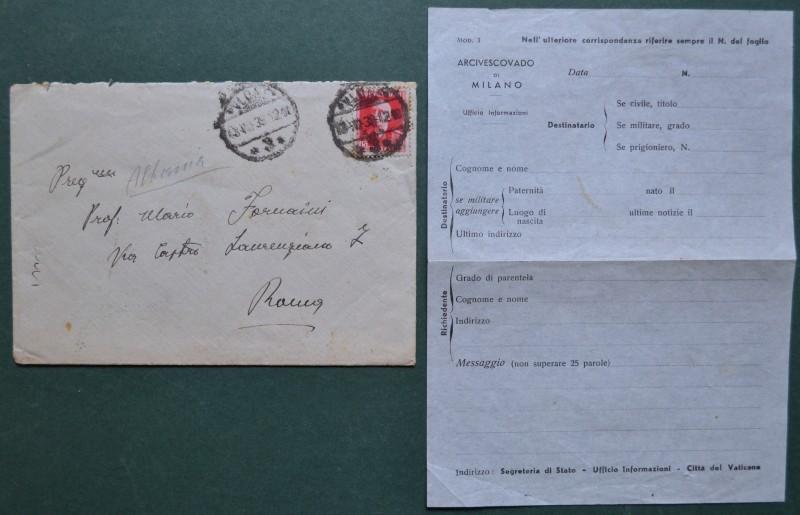 Preg
Albania
Prof. Mario Fornaini
Via Castro Laurenziano 7
Roma
Mod. 3 Nell'ulteriore corrispondenza riferire sempre il N. del foglio
ARCIVESCOVADO
DI
MILANO
Data N.
Ufficio Informazioni
Destinatario
Se civile, titolo
Se militare, grado
Se prigioniero, N.
Destinatario
Cognome e nome
se militare aggiungere
Paternità nato il
Luogo di nascita ultime notizie il
Ultimo indirizzo
Richiedente
Grado di parentela
Cognome e nome
Indirizzo
Messaggio (non superare 25 parole)
Indirizzo: Segreteria di Stato - Ufficio Informazioni - Città del Vaticano